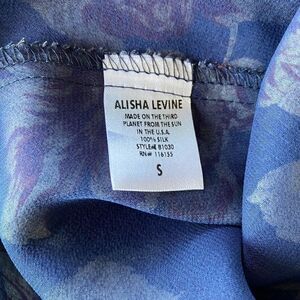 ALISHA LEVINE
MADE ON THE THIRD
PLANET FROM THE SUN
IN THE U.S.A.
100% SILK
STYLE# B1030
RN# 116155
S